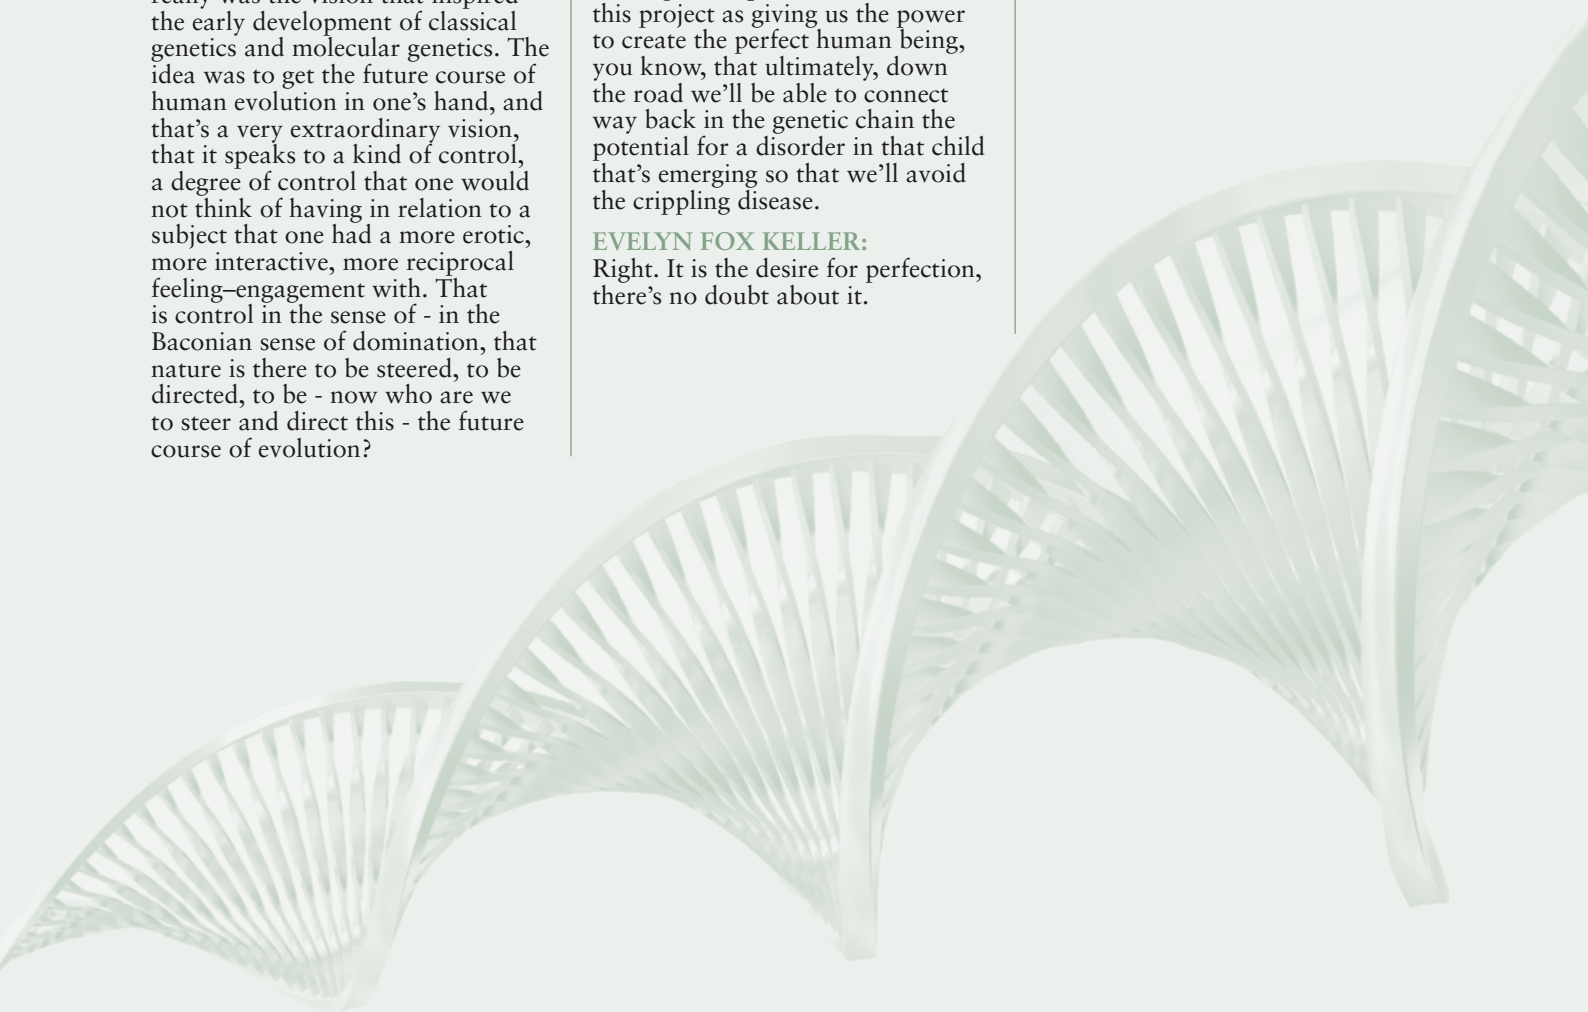 really was the vision that inspired
the early development of classical
genetics and molecular genetics. The
idea was to get the future course of
human evolution in one’s hand, and
that’s a very extraordinary vision,
that it speaks to a kind of control,
a degree of control that one would
not think of having in relation to a
subject that one had a more erotic,
more interactive, more reciprocal
feeling–engagement with. That
is control in the sense of - in the
Baconian sense of domination, that
nature is there to be steered, to be
directed, to be - now who are we
to steer and direct this - the future
course of evolution?
this project as giving us the power
to create the perfect human being,
you know, that ultimately, down
the road we’ll be able to connect
way back in the genetic chain the
potential for a disorder in that child
that’s emerging so that we’ll avoid
the crippling disease.
EVELYN FOX KELLER:
Right. It is the desire for perfection,
there’s no doubt about it.